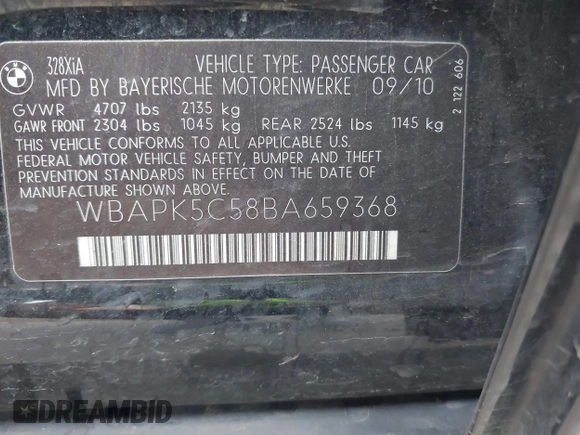 BMW
328XiA VEHICLE TYPE: PASSENGER CAR
MFD BY BAYERISCHE MOTORENWERKE 09/10
GVWR 4707 lbs 2135 kg
GAWR FRONT 2304 lbs 1045 kg REAR 2524 lbs 1145 kg
THIS VEHICLE CONFORMS TO ALL APPLICABLE U.S.
FEDERAL MOTOR VEHICLE SAFETY, BUMPER AND THEFT
PREVENTION STANDARDS IN EFFECT ON THE DATE OF
MANUFACTURE SHOWN ABOVE.
WBAPK5C58BA659368
2 122 606
DREAMBID